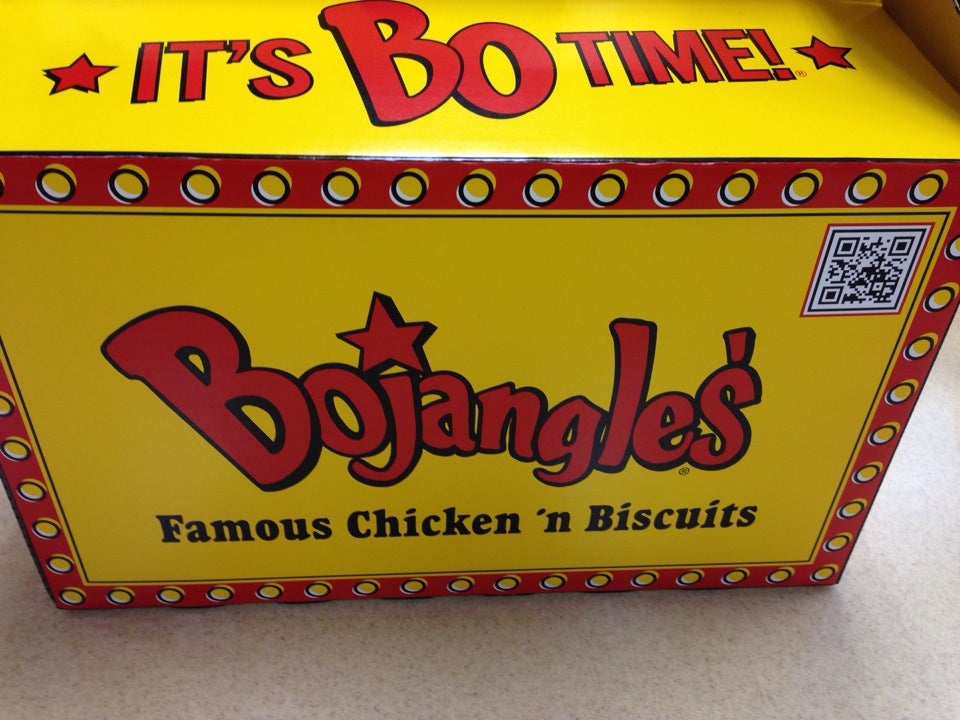 IT'S BO TIME!®
Bojangles'®
Famous Chicken 'n Biscuits